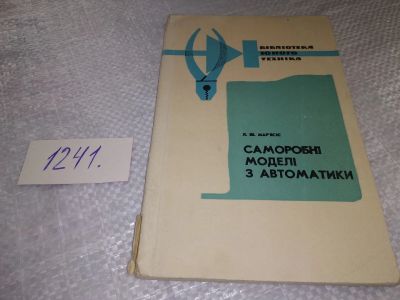 1241.
БІБЛІОТЕКА
ЮНОГО
ТЕХНІКА
САМОРОБНІ
МОДЕЛІ
З АВТОМАТИКИ